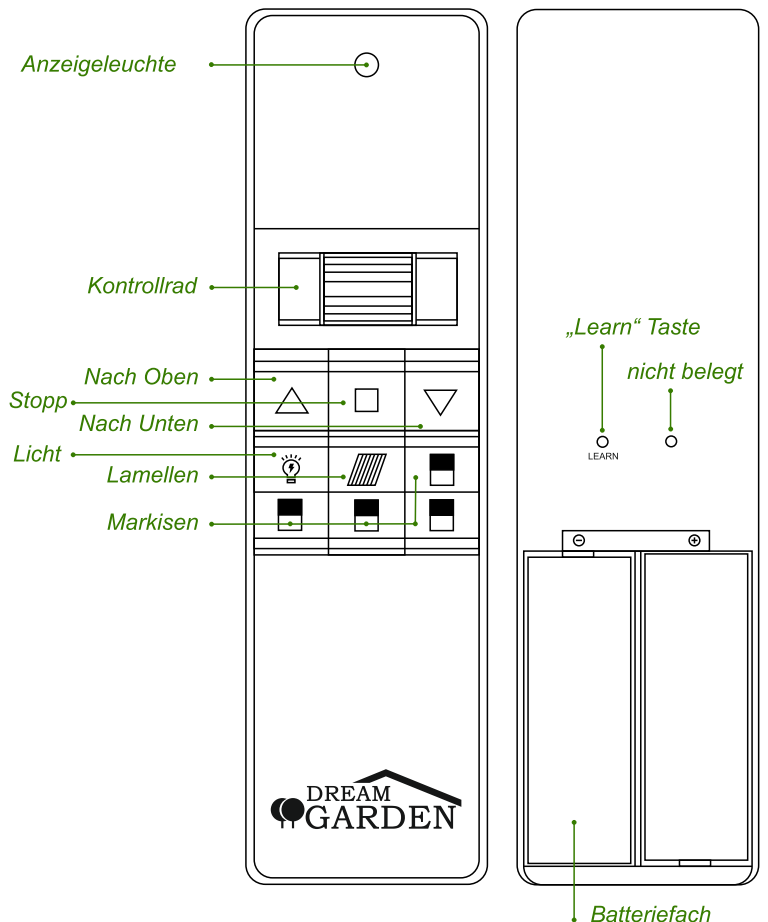 Anzeigeleuchte
Kontrollrad
Nach Oben
Stopp
Nach Unten
Licht
Lamellen
Markisen
DREAM
GARDEN
„Learn“ Taste
nicht belegt
LEARN
Batteriefach